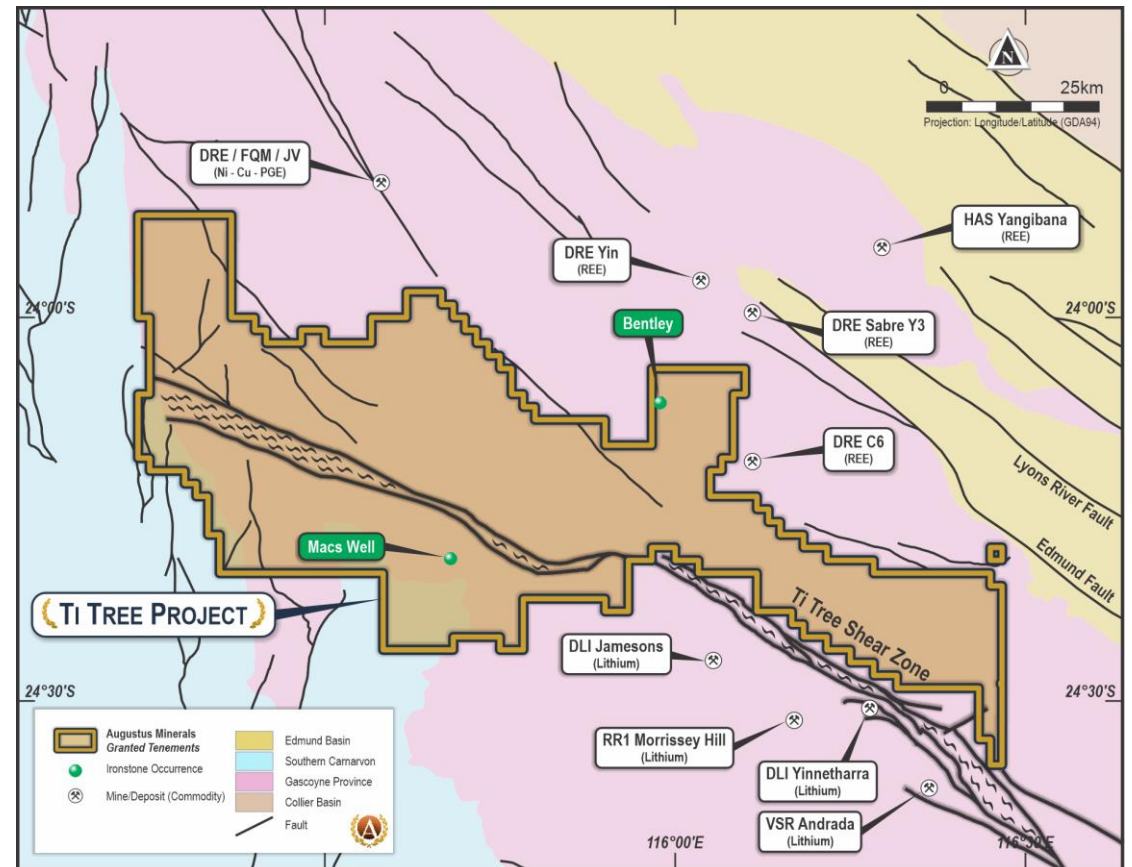 N
0 25km
Projection: Longitude/Latitude (GDA94)
DRE / FQM / JV
(Ni - Cu - PGE)
HAS Yangibana
(REE)
DRE Yin
(REE)
24°00'S
24°00'S
Bentley
DRE Sabre Y3
(REE)
DRE C6
(REE)
Lyons River Fault
Edmund Fault
Macs Well
TI TREE PROJECT
Ti Tree Shear Zone
DLI Jamesons
(Lithium)
24°30'S
24°30'S
RR1 Morrissey Hill
(Lithium)
DLI Yinnetharra
(Lithium)
VSR Andrada
(Lithium)
116°00'E
116°30'E
Augustus Minerals
Granted Tenements
Ironstone Occurrence
Mine/Deposit (Commodity)
Edmund Basin
Southern Carnarvon
Gascoyne Province
Collier Basin
Fault
A